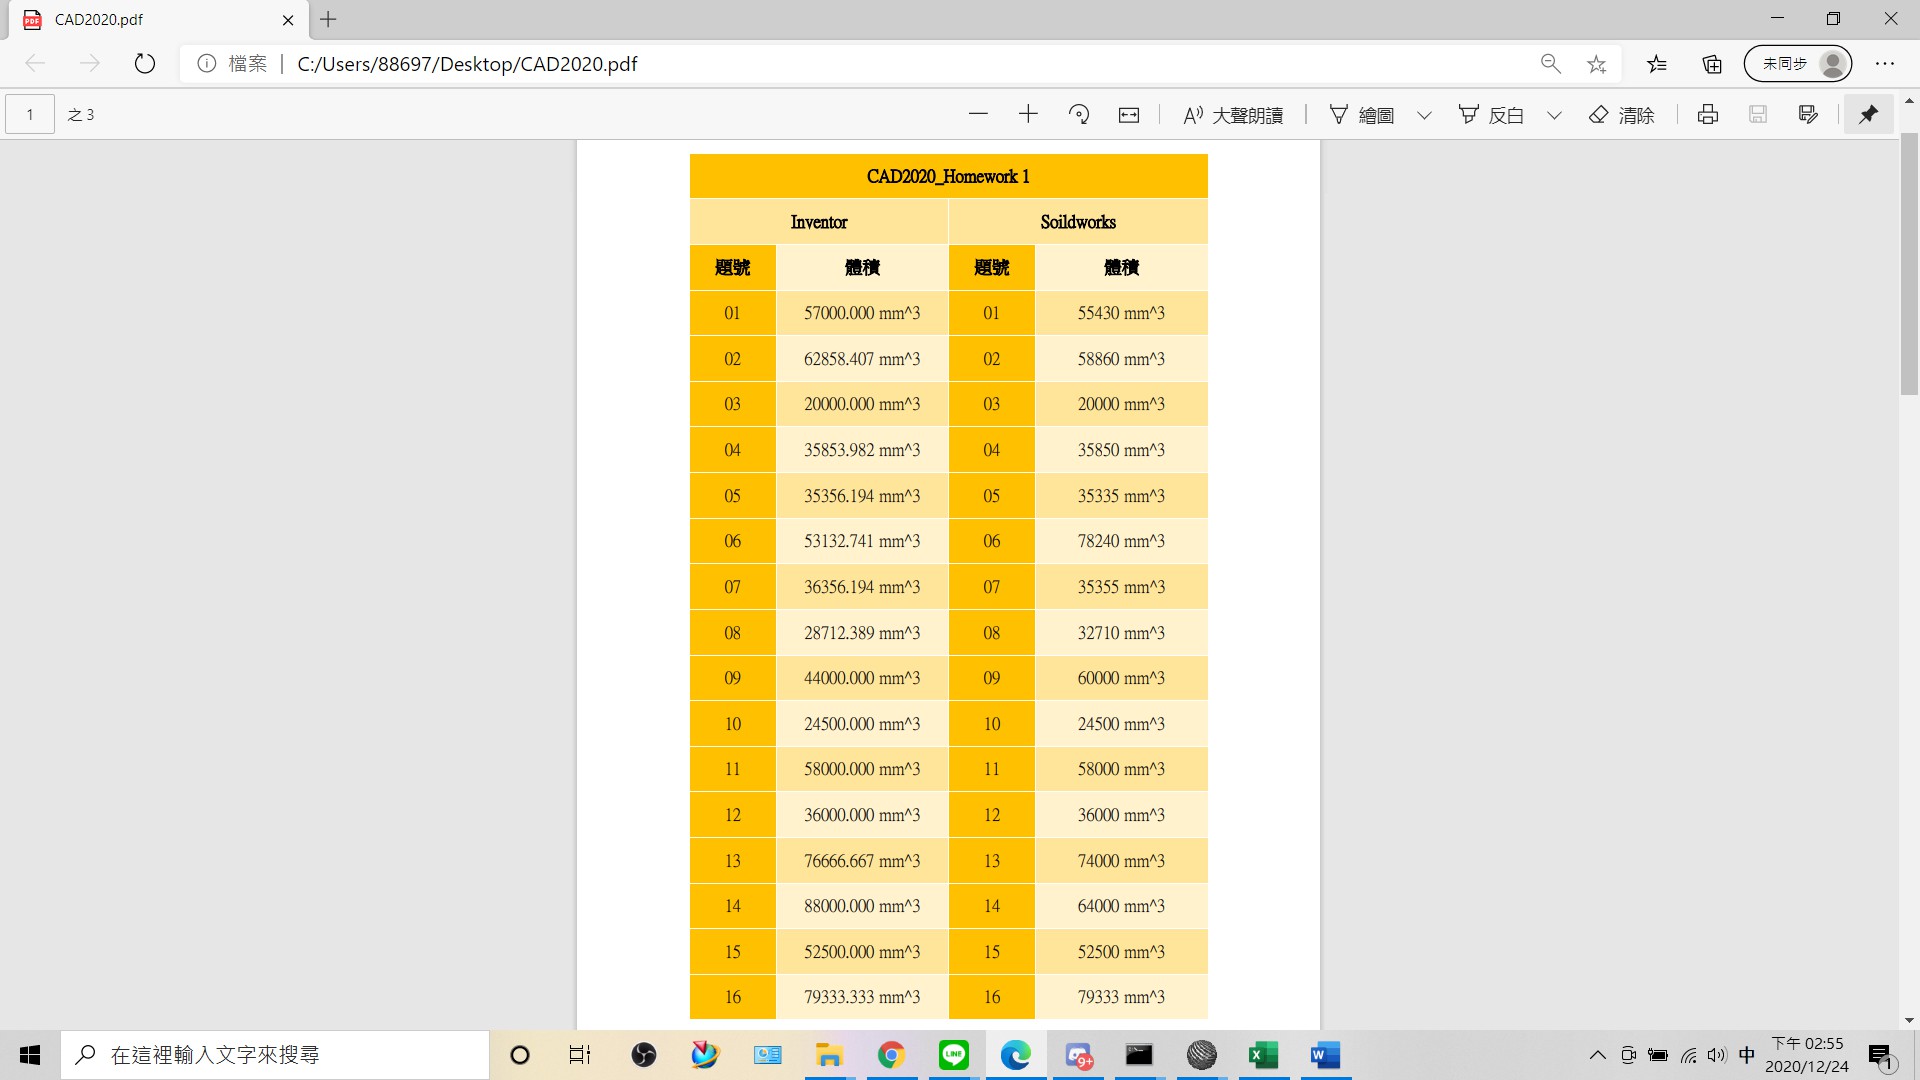 CAD2020.pdf
檔案 | C:/Users/88697/Desktop/CAD2020.pdf
未同步
1 之 3
大聲朗讀 繪圖 反白 清除
CAD2020_Homework 1
Inventor Soildworks
題號 體積 題號 體積
01 57000.000 mm^3 01 55430 mm^3
02 62858.407 mm^3 02 58860 mm^3
03 20000.000 mm^3 03 20000 mm^3
04 35853.982 mm^3 04 35850 mm^3
05 35356.194 mm^3 05 35335 mm^3
06 53132.741 mm^3 06 78240 mm^3
07 36356.194 mm^3 07 35355 mm^3
08 28712.389 mm^3 08 32710 mm^3
09 44000.000 mm^3 09 60000 mm^3
10 24500.000 mm^3 10 24500 mm^3
11 58000.000 mm^3 11 58000 mm^3
12 36000.000 mm^3 12 36000 mm^3
13 76666.667 mm^3 13 74000 mm^3
14 88000.000 mm^3 14 64000 mm^3
15 52500.000 mm^3 15 52500 mm^3
16 79333.333 mm^3 16 79333 mm^3
在這裡輸入文字來搜尋
LINE
9+
中
下午 02:55
2020/12/24
1